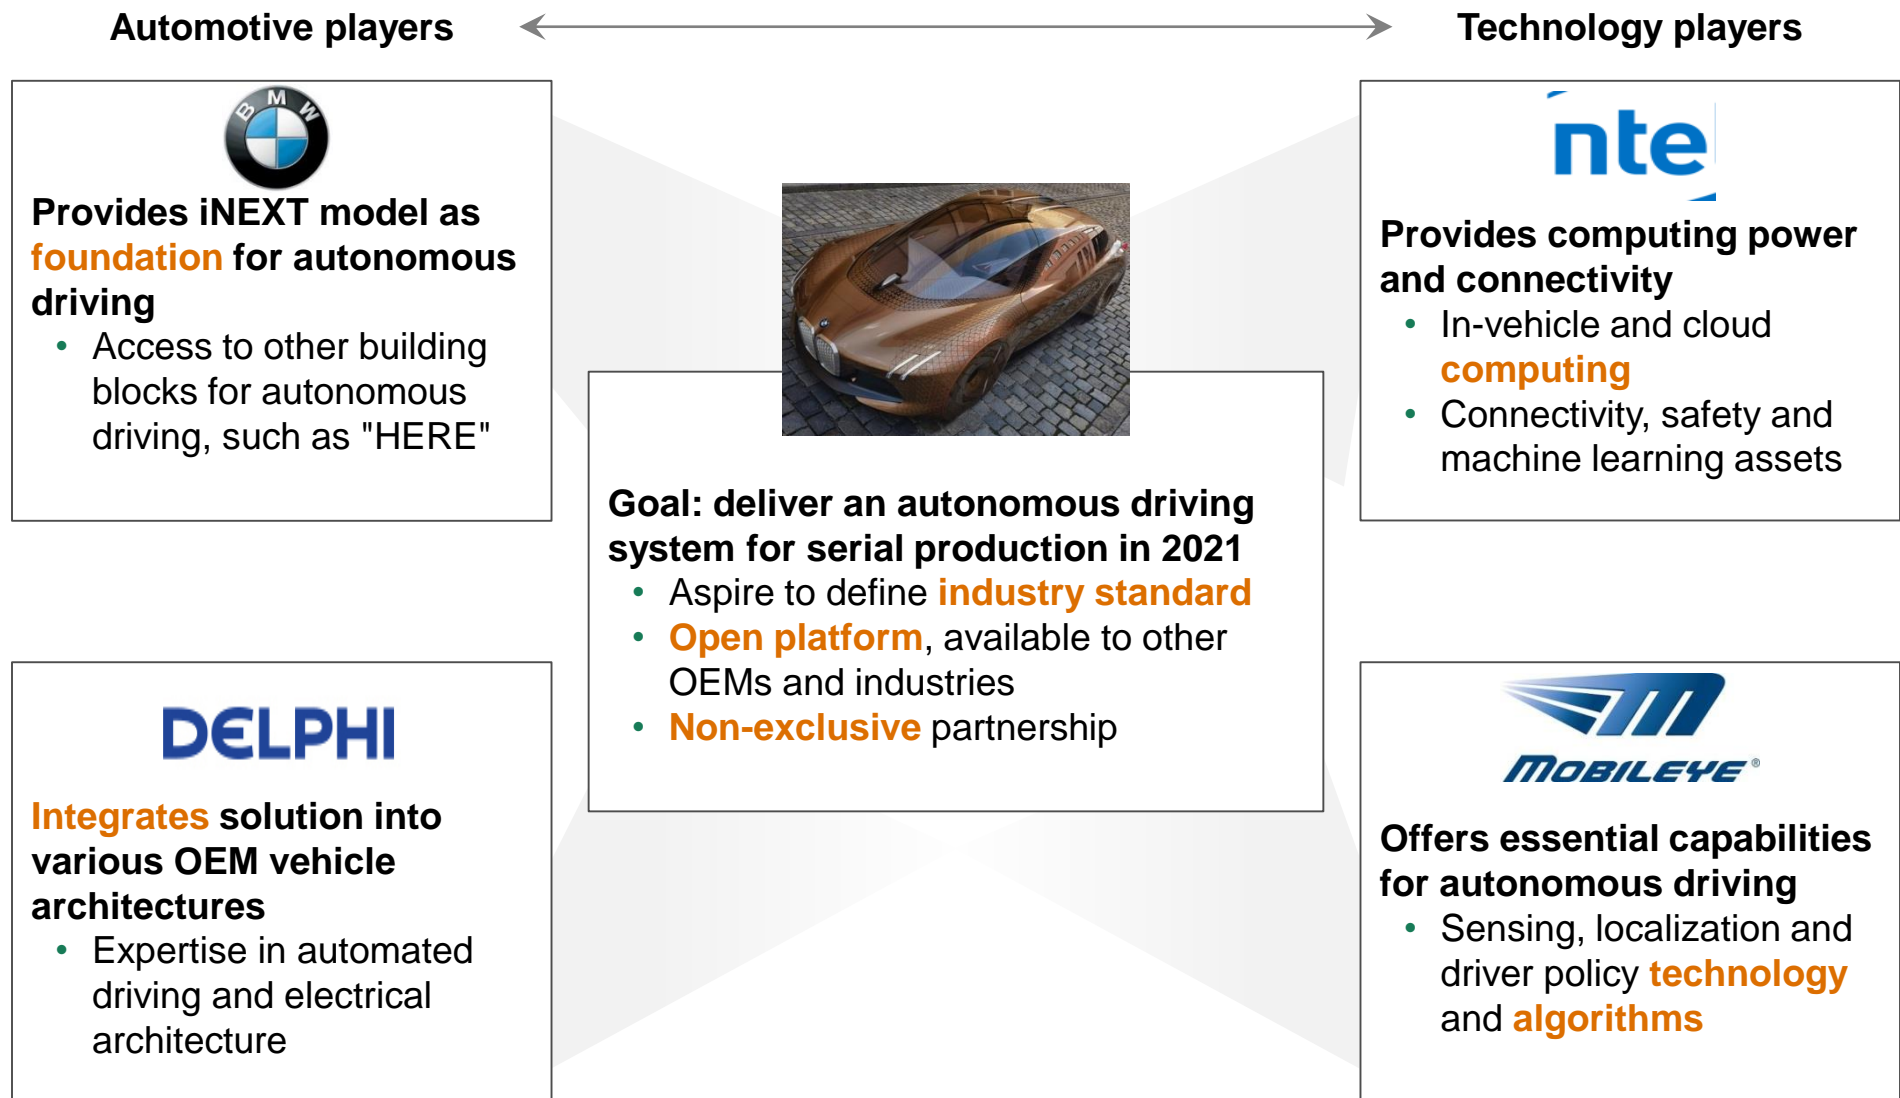 Automotive players
Technology players
BMW
Provides iNEXT model as
foundation for autonomous
driving
• Access to other building
blocks for autonomous
driving, such as "HERE"
nte
Provides computing power
and connectivity
• In-vehicle and cloud
computing
• Connectivity, safety and
machine learning assets
Goal: deliver an autonomous driving
system for serial production in 2021
• Aspire to define industry standard
• Open platform, available to other
OEMs and industries
• Non-exclusive partnership
DELPHI
Integrates solution into
various OEM vehicle
architectures
• Expertise in automated
driving and electrical
architecture
MOBILEYE®
Offers essential capabilities
for autonomous driving
• Sensing, localization and
driver policy technology
and algorithms